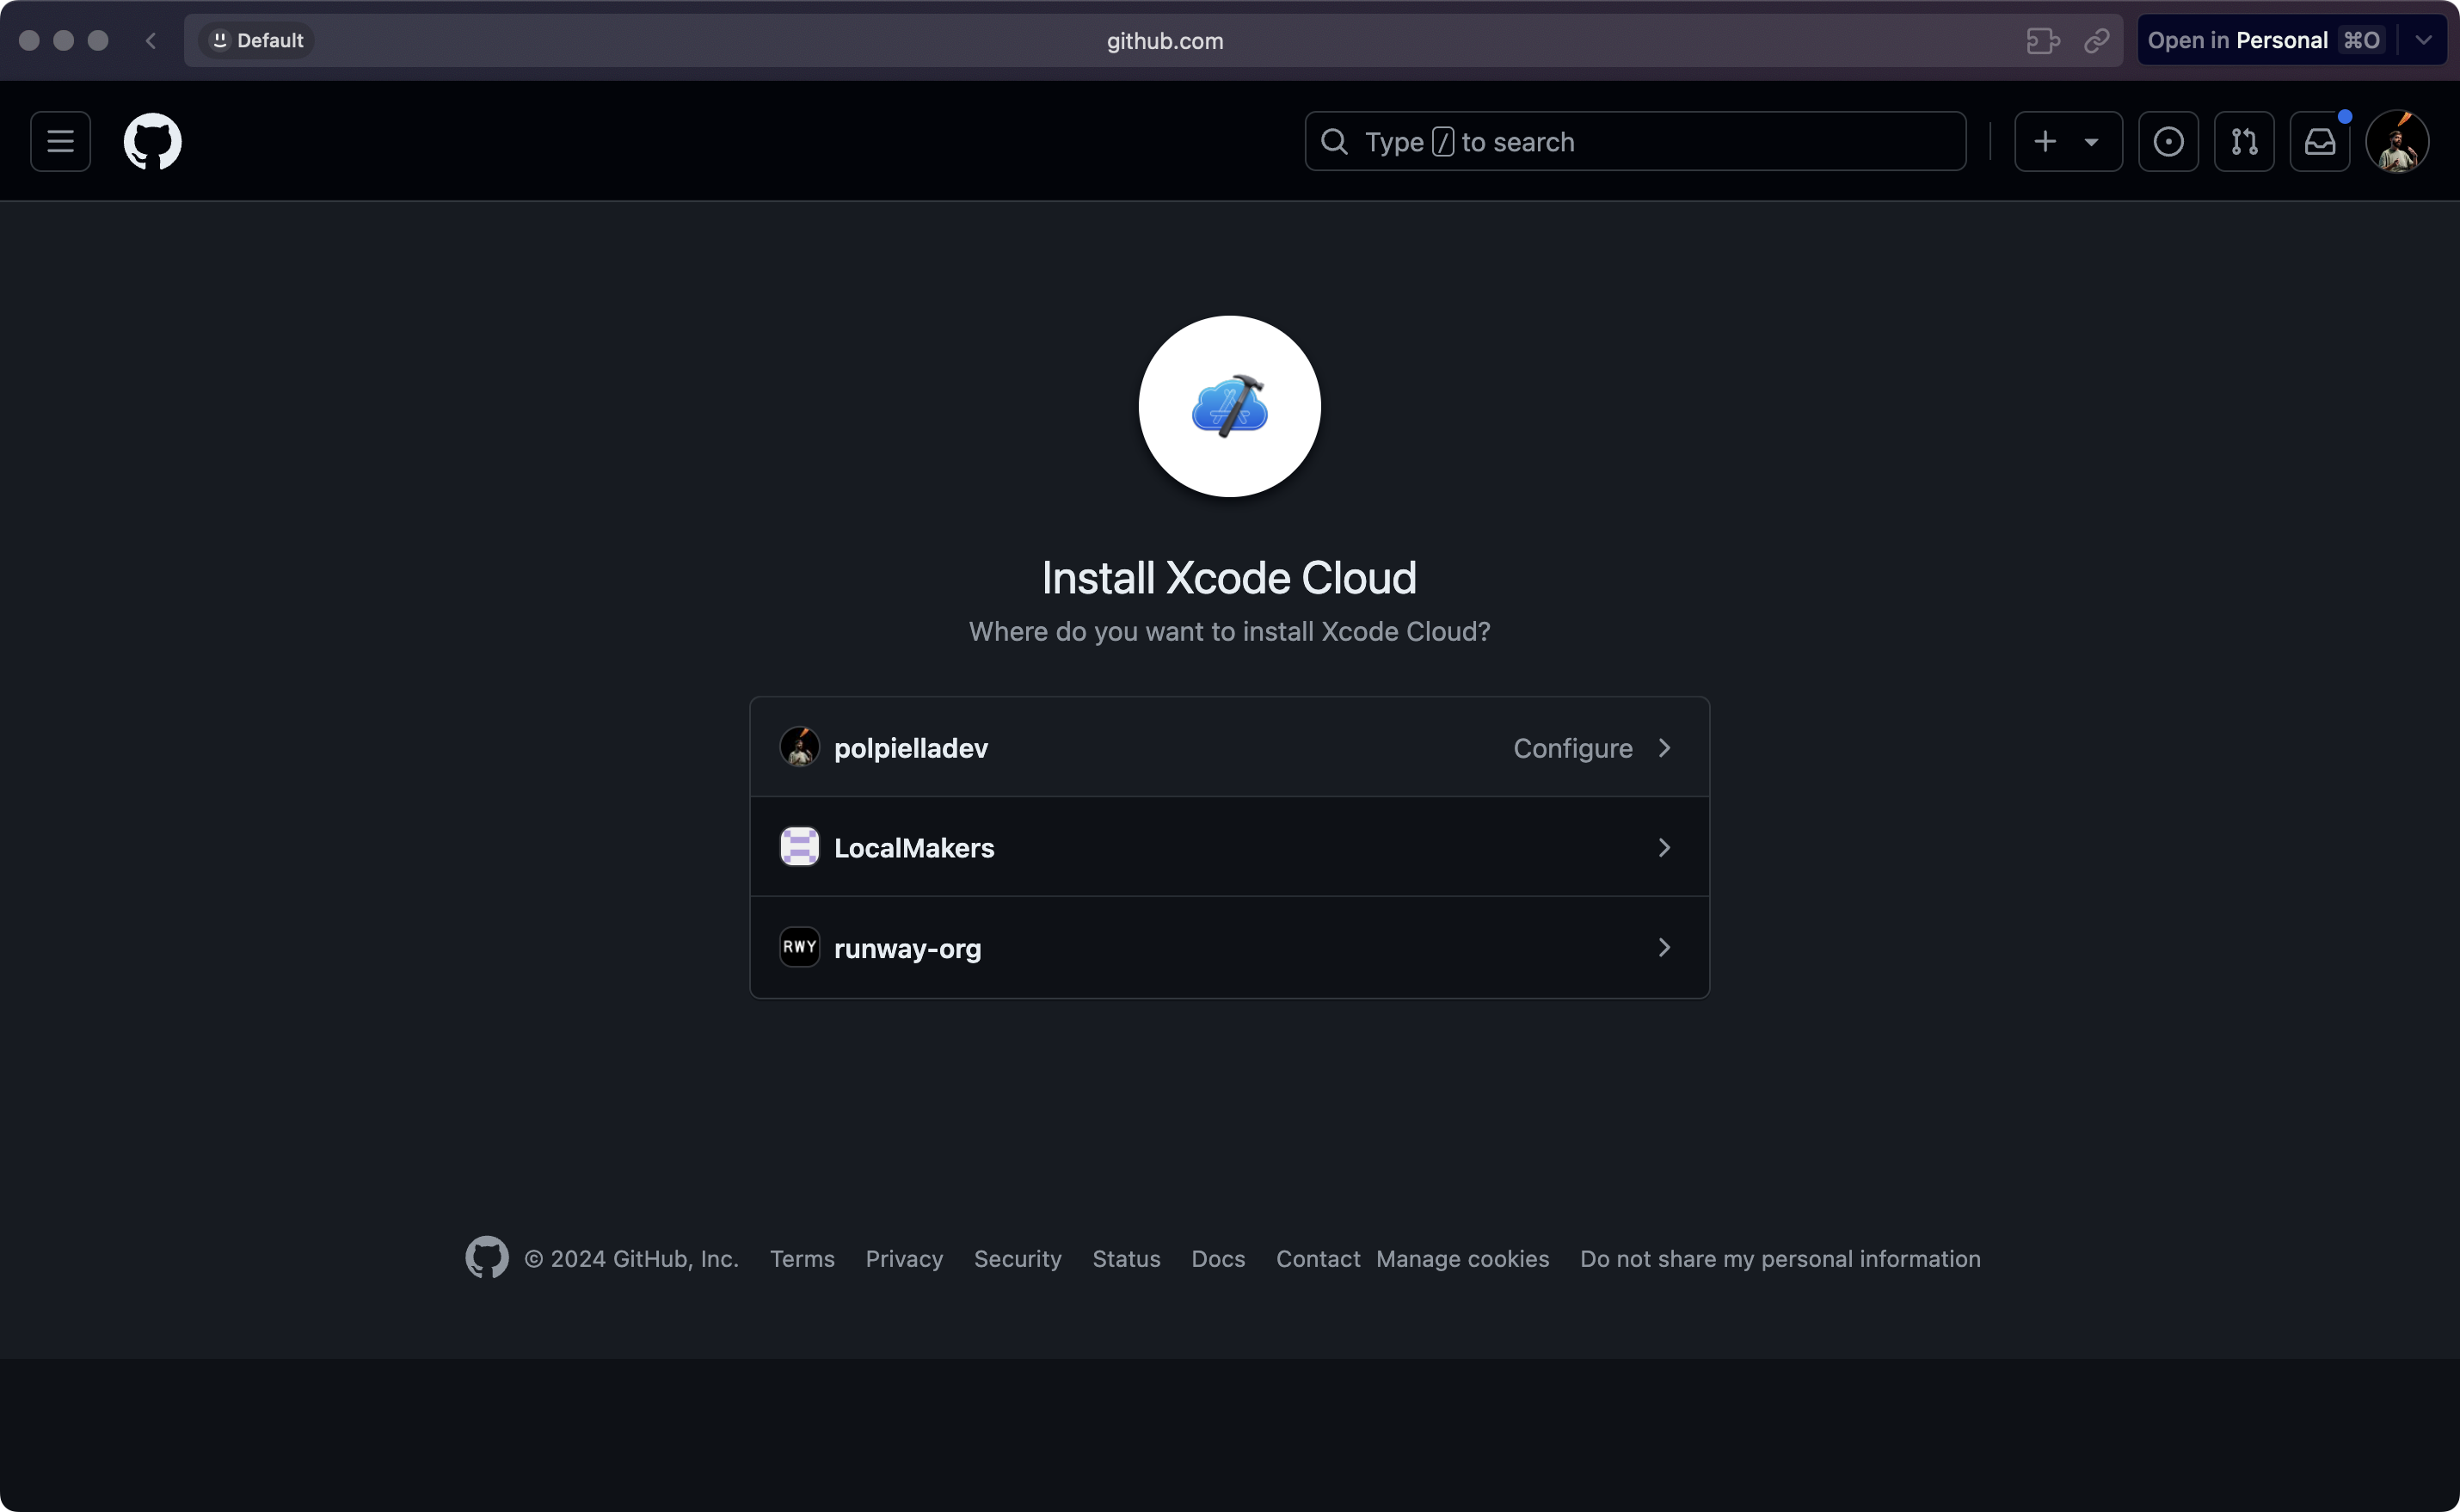 Default
github.com
Open in Personal ⌘O
Type / to search
Install Xcode Cloud
Where do you want to install Xcode Cloud?
polpielladev Configure
LocalMakers
RWY runway-org
© 2024 GitHub, Inc. Terms Privacy Security Status Docs Contact Manage cookies Do not share my personal information